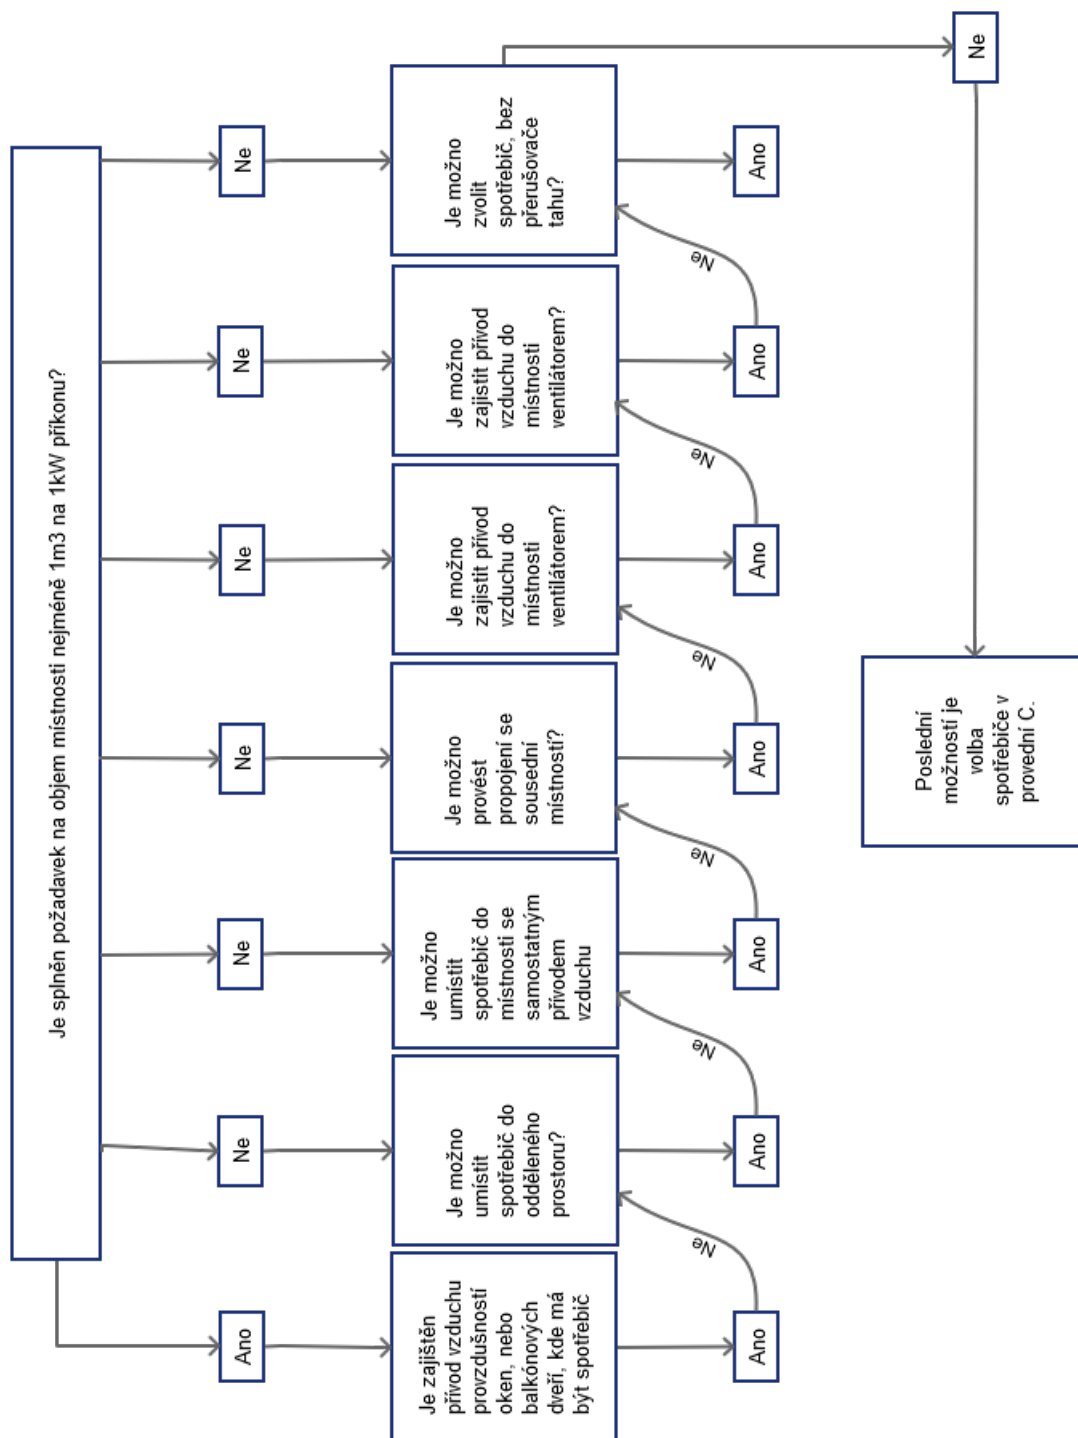 Je splněn požadavek na objem místnosti nejméně 1m3 na 1kW příkonu?
Ano
Ne
Ne
Ne
Ne
Ne
Ne
Je zajištěn
přívod vzduchu
provzdušností
oken, nebo
balkónových
dveří, kde má
být spotřebič
Je možno
umístit
spotřebič do
odděleného
prostoru?
Je možno
umístit
spotřebič do
místnosti se
samostatným
přívodem
vzduchu
Je možno
provést
propojení se
sousední
místností?
Je možno
zajistit přívod
vzduchu do
místnosti
ventilátorem?
Je možno
zajistit přívod
vzduchu do
místnosti
ventilátorem?
Je možno
zvolit
spotřebič, bez
přerušovače
tahu?
Ne
Ne
Ne
Ne
Ne
Ne
Ano
Ano
Ano
Ano
Ano
Ano
Ano
Ne
Poslední
možností je
volba
spotřebiče v
provední C.